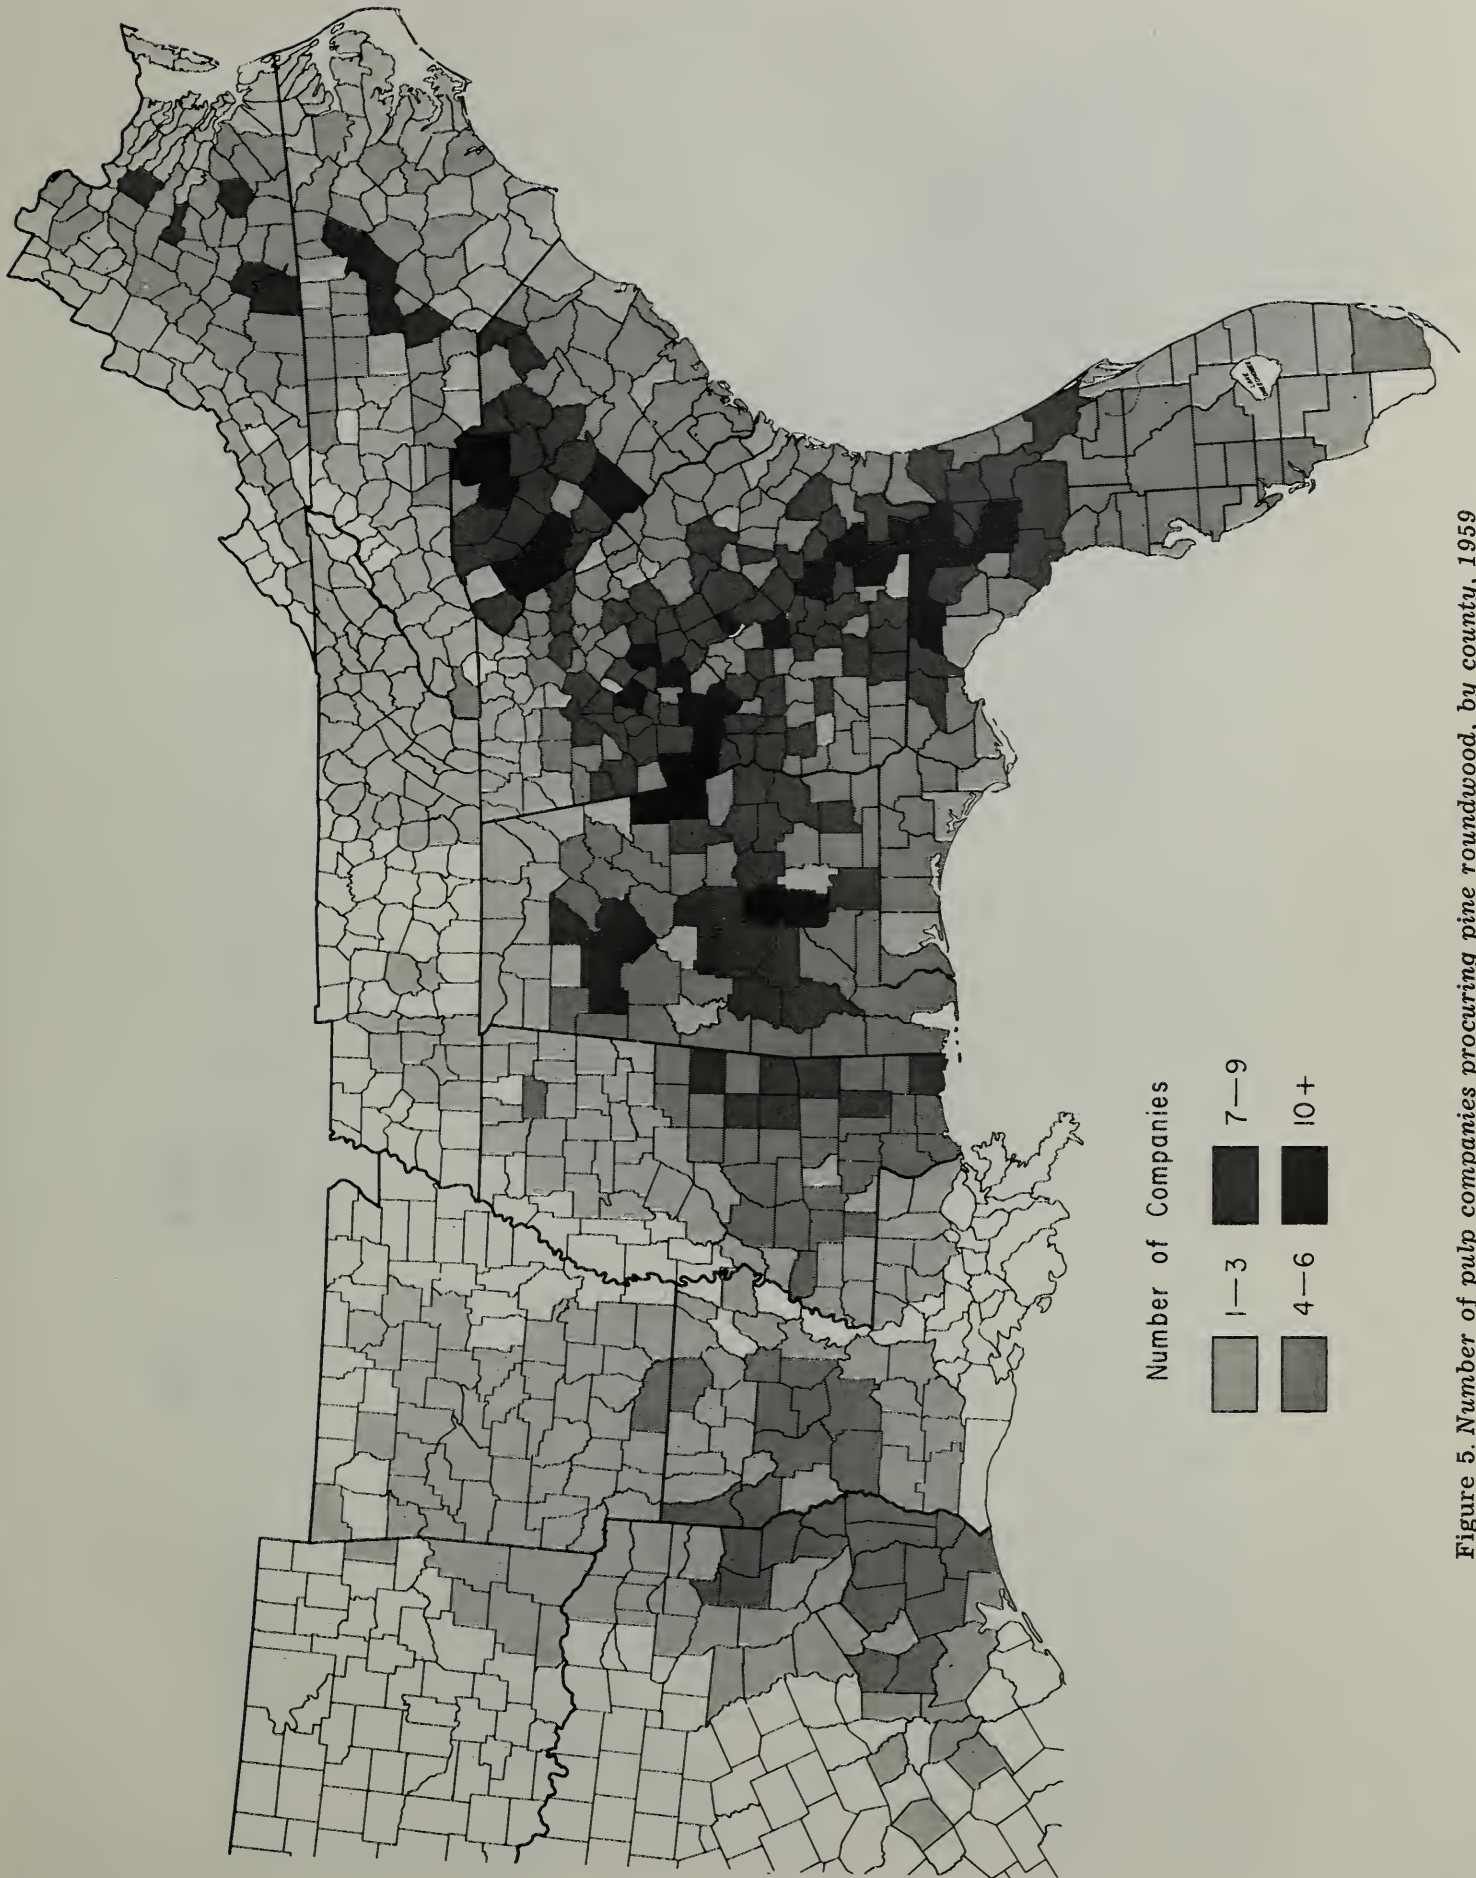 Number of Companies
1—3
7—9
4—6
10+
Figure 5. Number of pulp companies procuring pine roundwood, by county, 1959